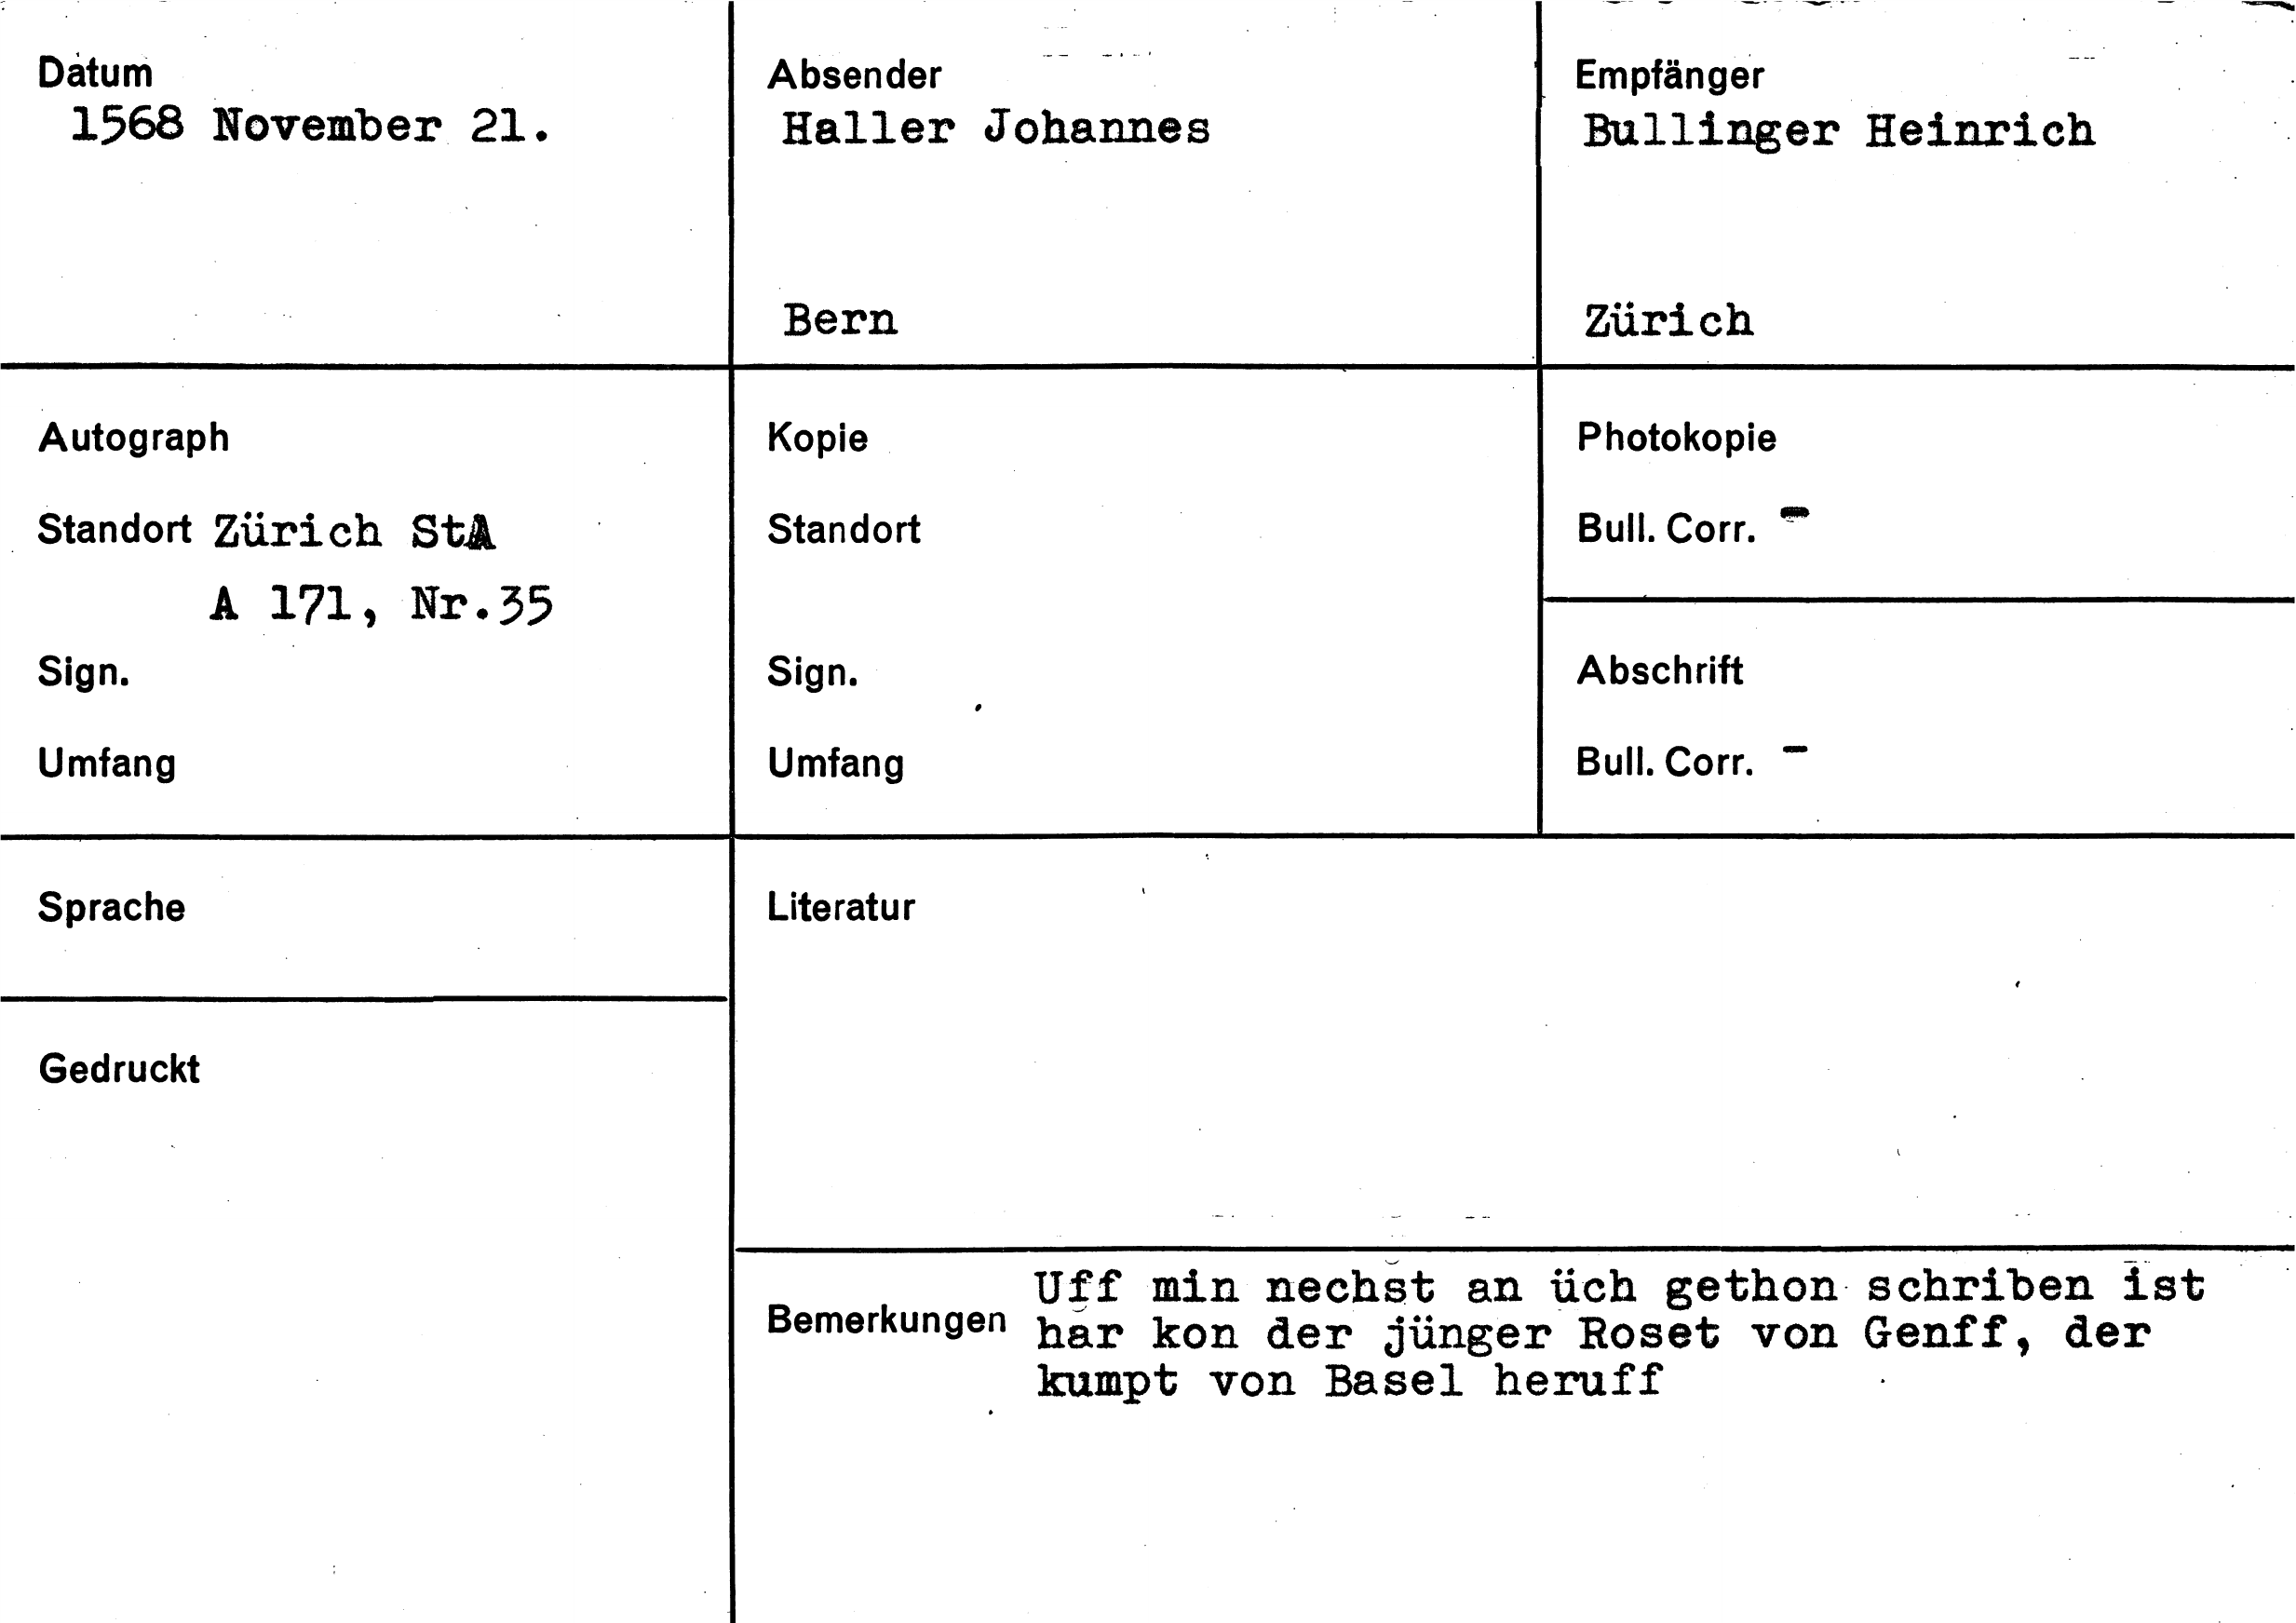 Datum
1568 November 21.
Absender
Haller Johannes
Bern
Empfänger
Bullinger Heinrich
Zürich
Autograph
Standort Zürich StA
A 171, Nr.35
Sign.
Umfang
Kopie
Standort
Sign.
Umfang
Photokopie
Bull. Corr. -
Abschrift
Bull. Corr. -
Sprache
Gedruckt
Literatur
Bemerkungen
Uff min nechst an üch gethon schriben ist
har kon der jünger Roset von Genff, der
kumpt von Basel heruff